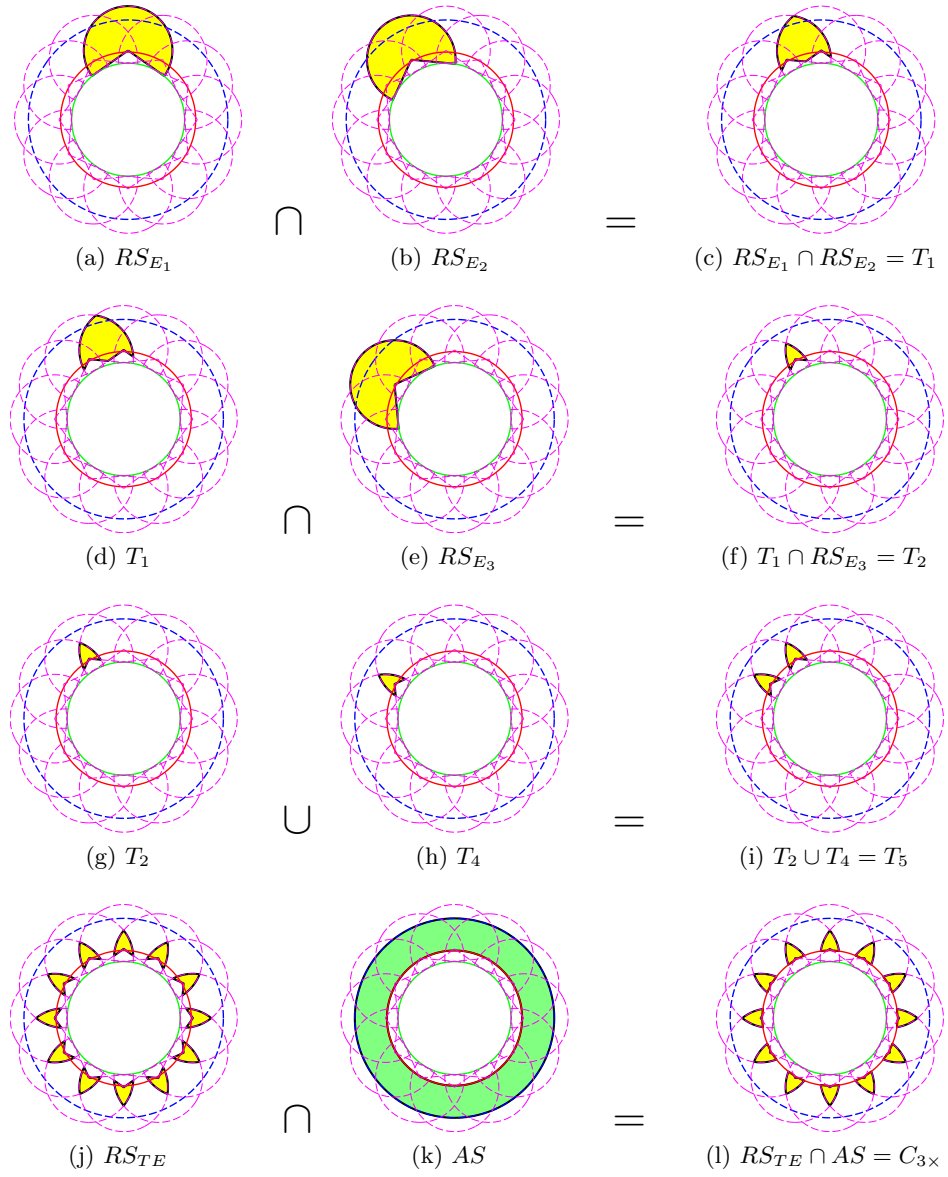 ∩ =
(a) RS_{E_1} (b) RS_{E_2} (c) RS_{E_1} ∩ RS_{E_2} = T_1
∩ =
(d) T_1 (e) RS_{E_3} (f) T_1 ∩ RS_{E_3} = T_2
∪ =
(g) T_2 (h) T_4 (i) T_2 ∪ T_4 = T_5
∩ =
(j) RS_{TE} (k) AS (l) RS_{TE} ∩ AS = C_{3×}